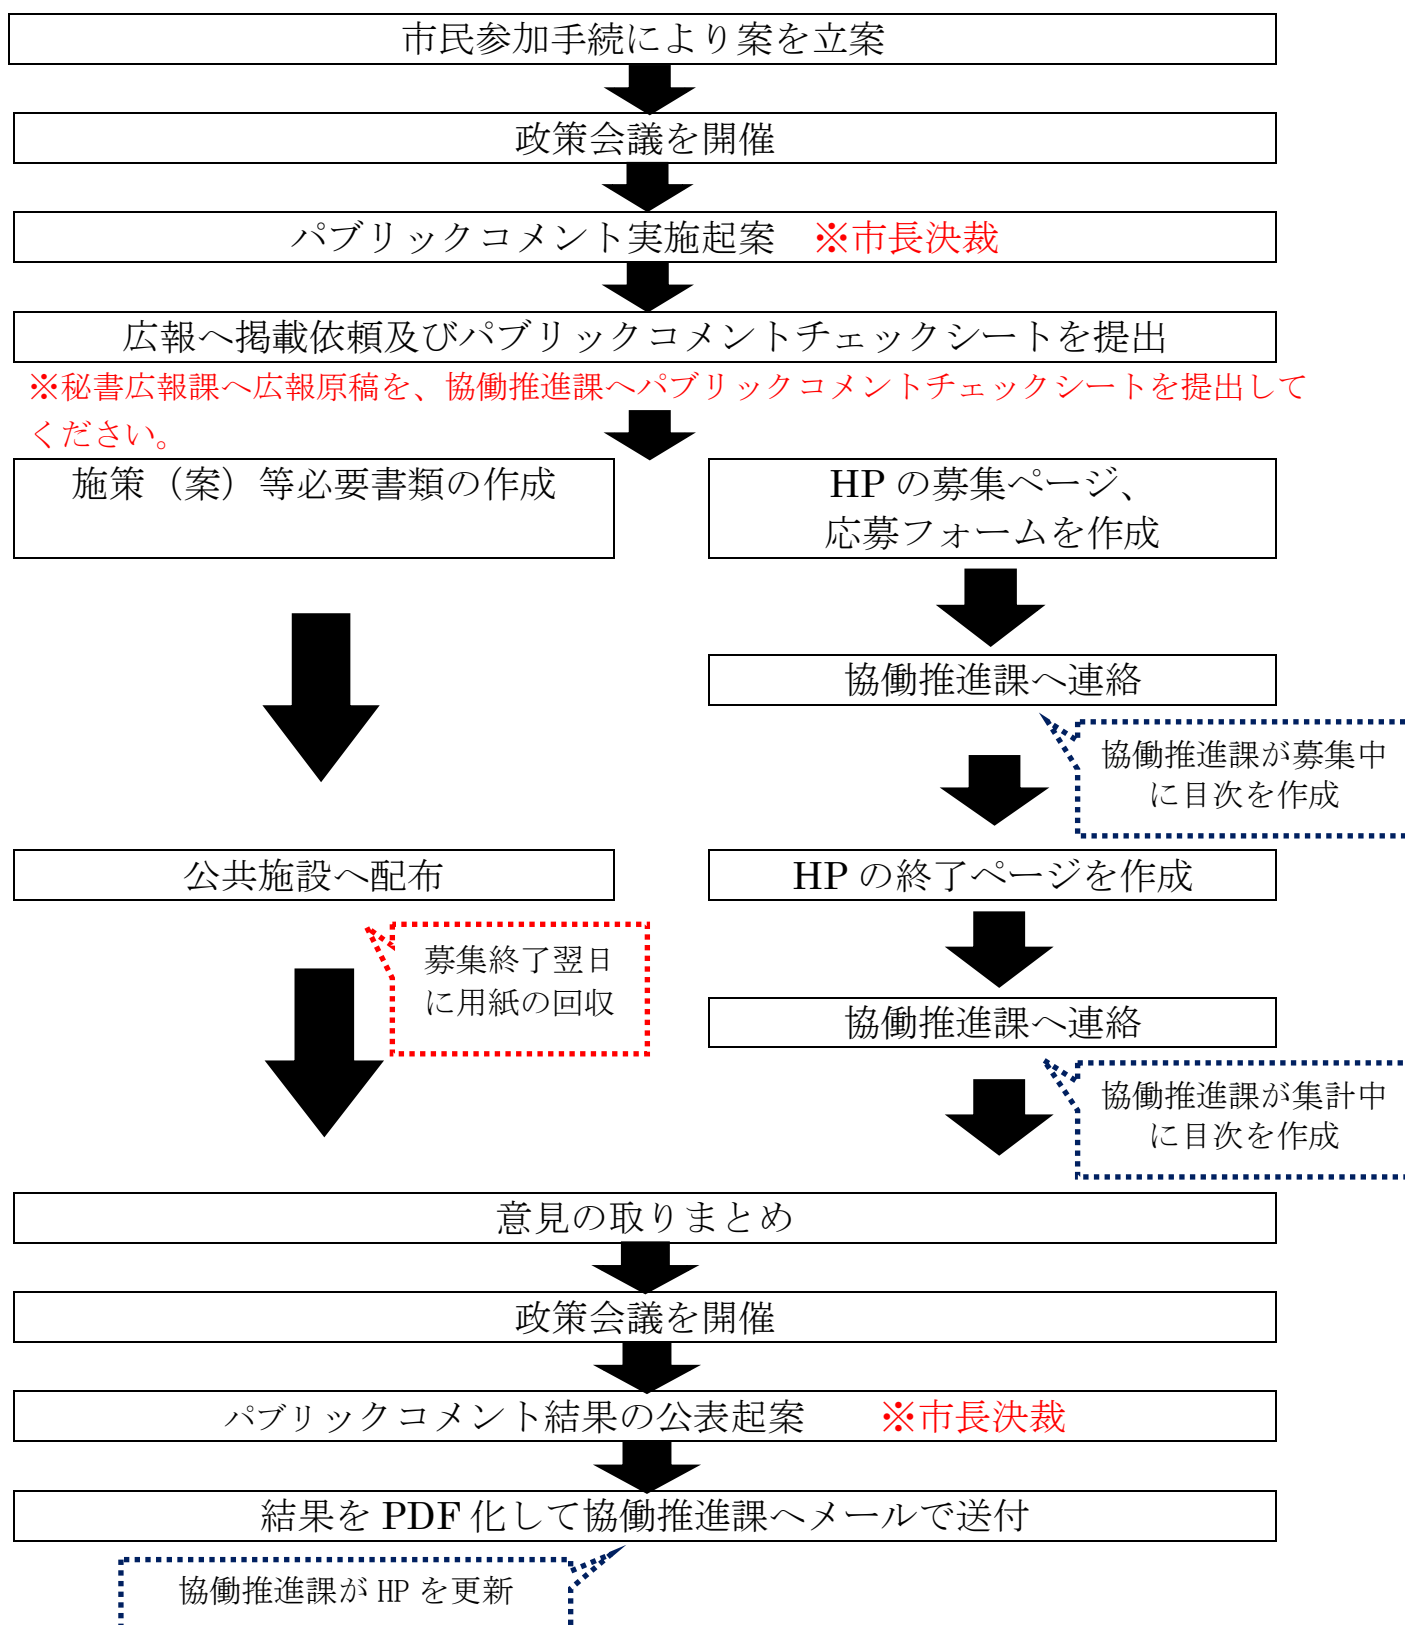 市民参加手続により案を立案
政策会議を開催
パブリックコメント実施起案　※市長決裁
広報へ掲載依頼及びパブリックコメントチェックシートを提出
※秘書広報課へ広報原稿を、協働推進課へパブリックコメントチェックシートを提出して
ください。
施策（案）等必要書類の作成
HP の募集ページ、
応募フォームを作成
協働推進課へ連絡
協働推進課が募集中
に目次を作成
公共施設へ配布
HP の終了ページを作成
募集終了翌日
に用紙の回収
協働推進課へ連絡
協働推進課が集計中
に目次を作成
意見の取りまとめ
政策会議を開催
パブリックコメント結果の公表起案　　※市長決裁
結果を PDF 化して協働推進課へメールで送付
協働推進課が HP を更新